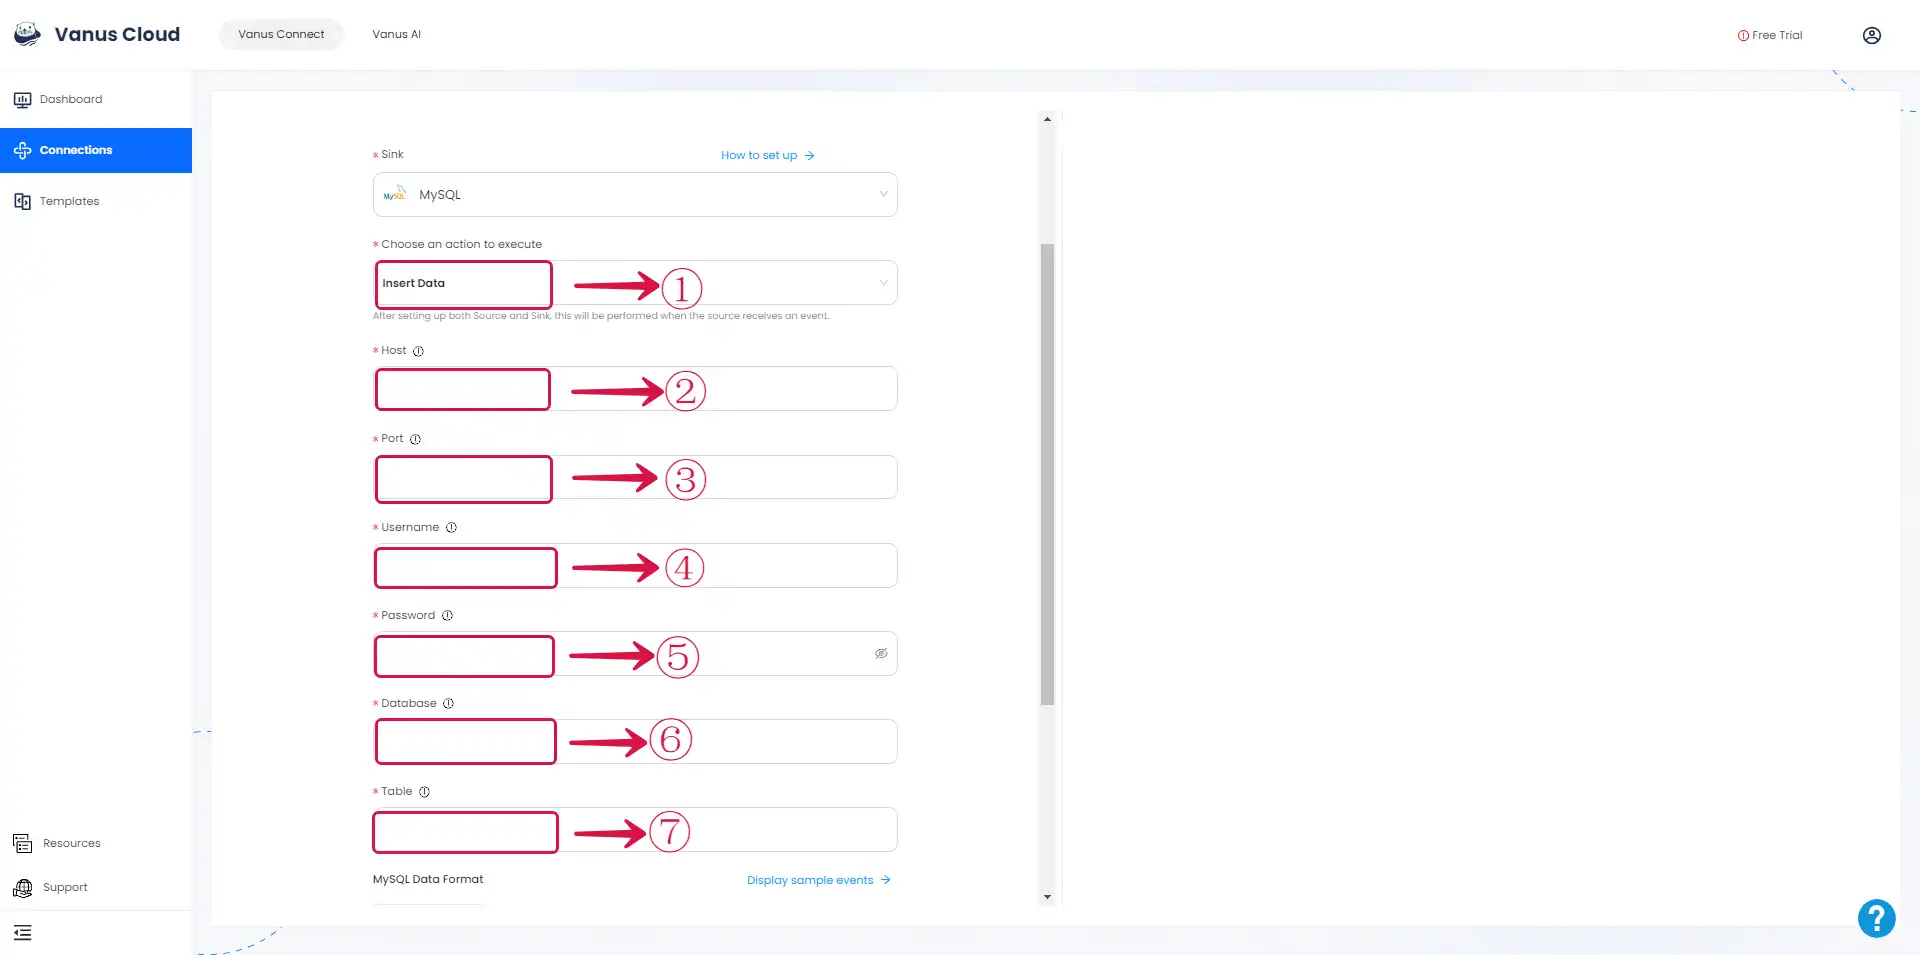 Vanus Cloud
Vanus Connect
Vanus AI
Free Trial
Dashboard
Connections
Templates
* Sink
How to set up →
MySQL MySQL
* Choose an action to execute
Insert Data
①
After setting up both Source and Sink, this will be performed when the source receives an event.
* Host
②
* Port
③
* Username
④
* Password
⑤
* Database
⑥
* Table
⑦
MySQL Data Format
Display sample events →
Resources
Support
?